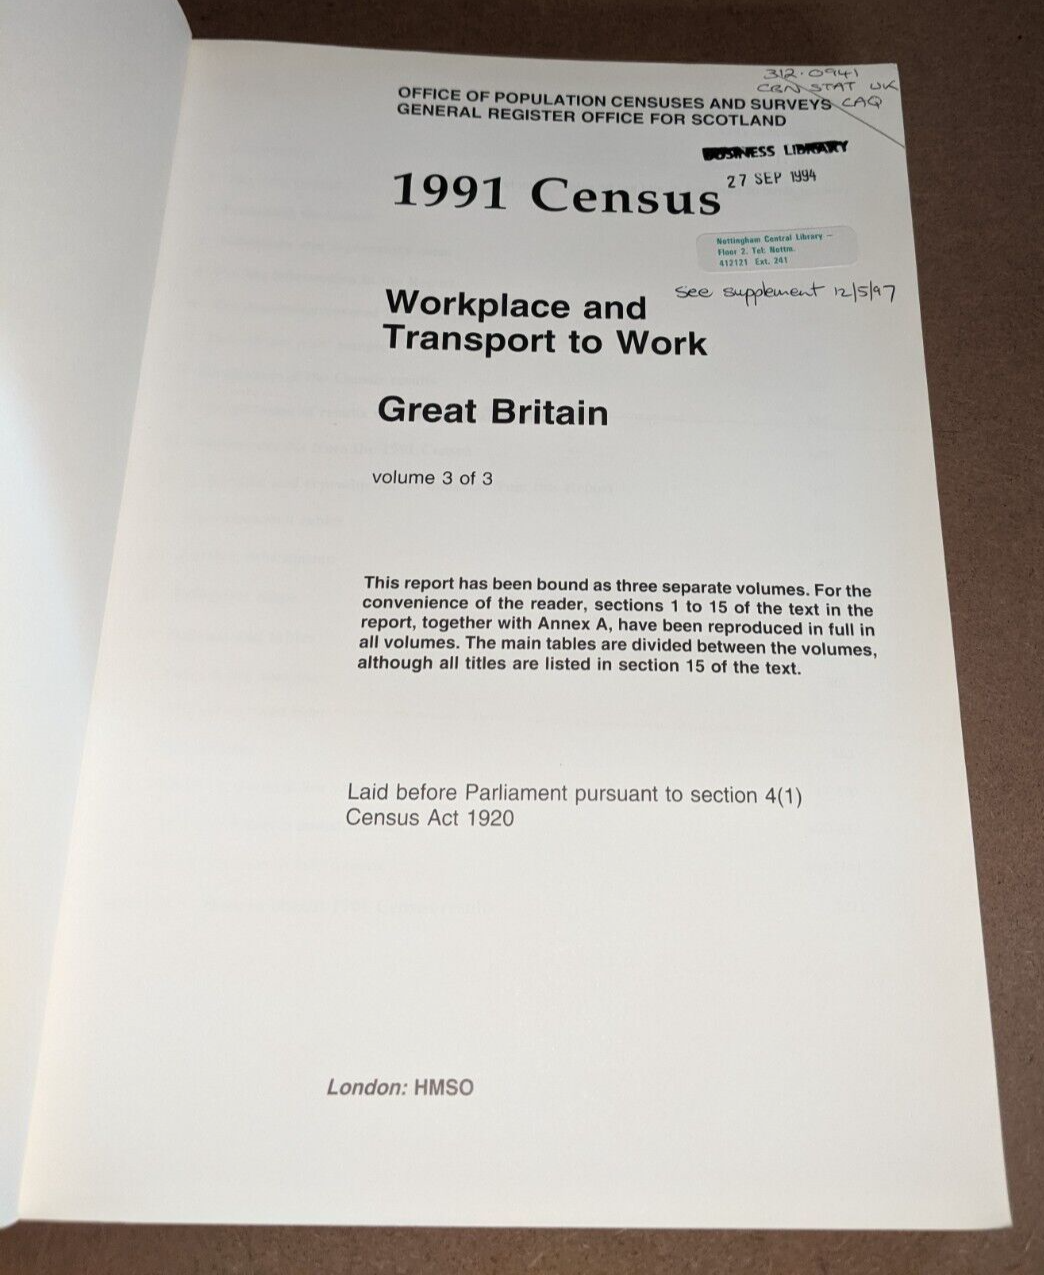 312.0941
CEN STAT UK
CAQ
OFFICE OF POPULATION CENSUSES AND SURVEYS
GENERAL REGISTER OFFICE FOR SCOTLAND
BUSINESS LIBRARY
27 SEP 1994
1991 Census
Nottingham Central Library –
Floor 2. Tel: Nottm.
412121 Ext. 241
See supplement 12/5/97
Workplace and
Transport to Work
Great Britain
volume 3 of 3
This report has been bound as three separate volumes. For the
convenience of the reader, sections 1 to 15 of the text in the
report, together with Annex A, have been reproduced in full in
all volumes. The main tables are divided between the volumes,
although all titles are listed in section 15 of the text.
Laid before Parliament pursuant to section 4(1)
Census Act 1920
London: HMSO